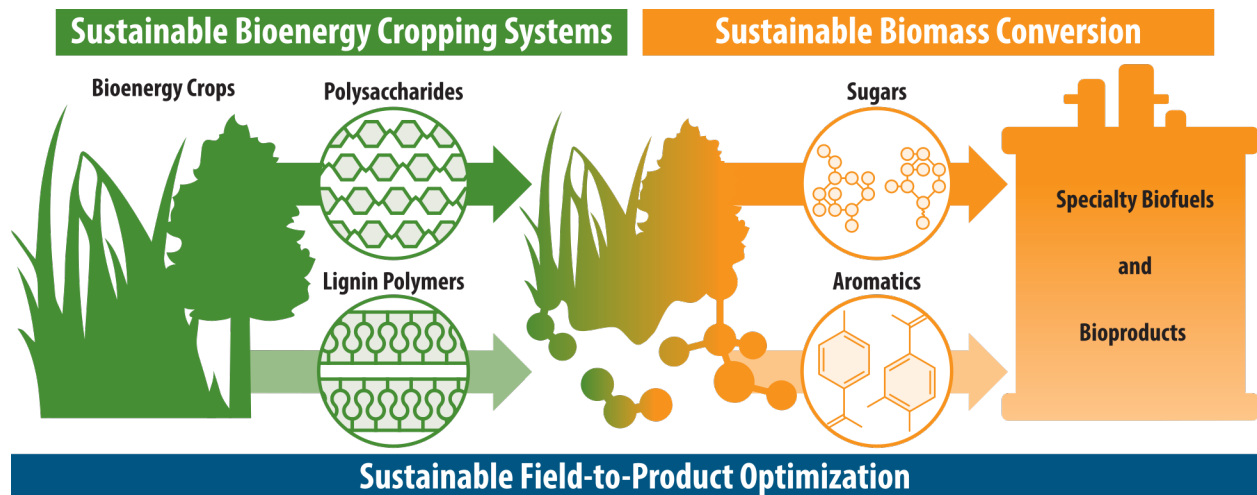 Sustainable Bioenergy Cropping Systems
Sustainable Biomass Conversion
Bioenergy Crops
Polysaccharides
Sugars
Lignin Polymers
Aromatics
Specialty Biofuels
and
Bioproducts
Sustainable Field-to-Product Optimization